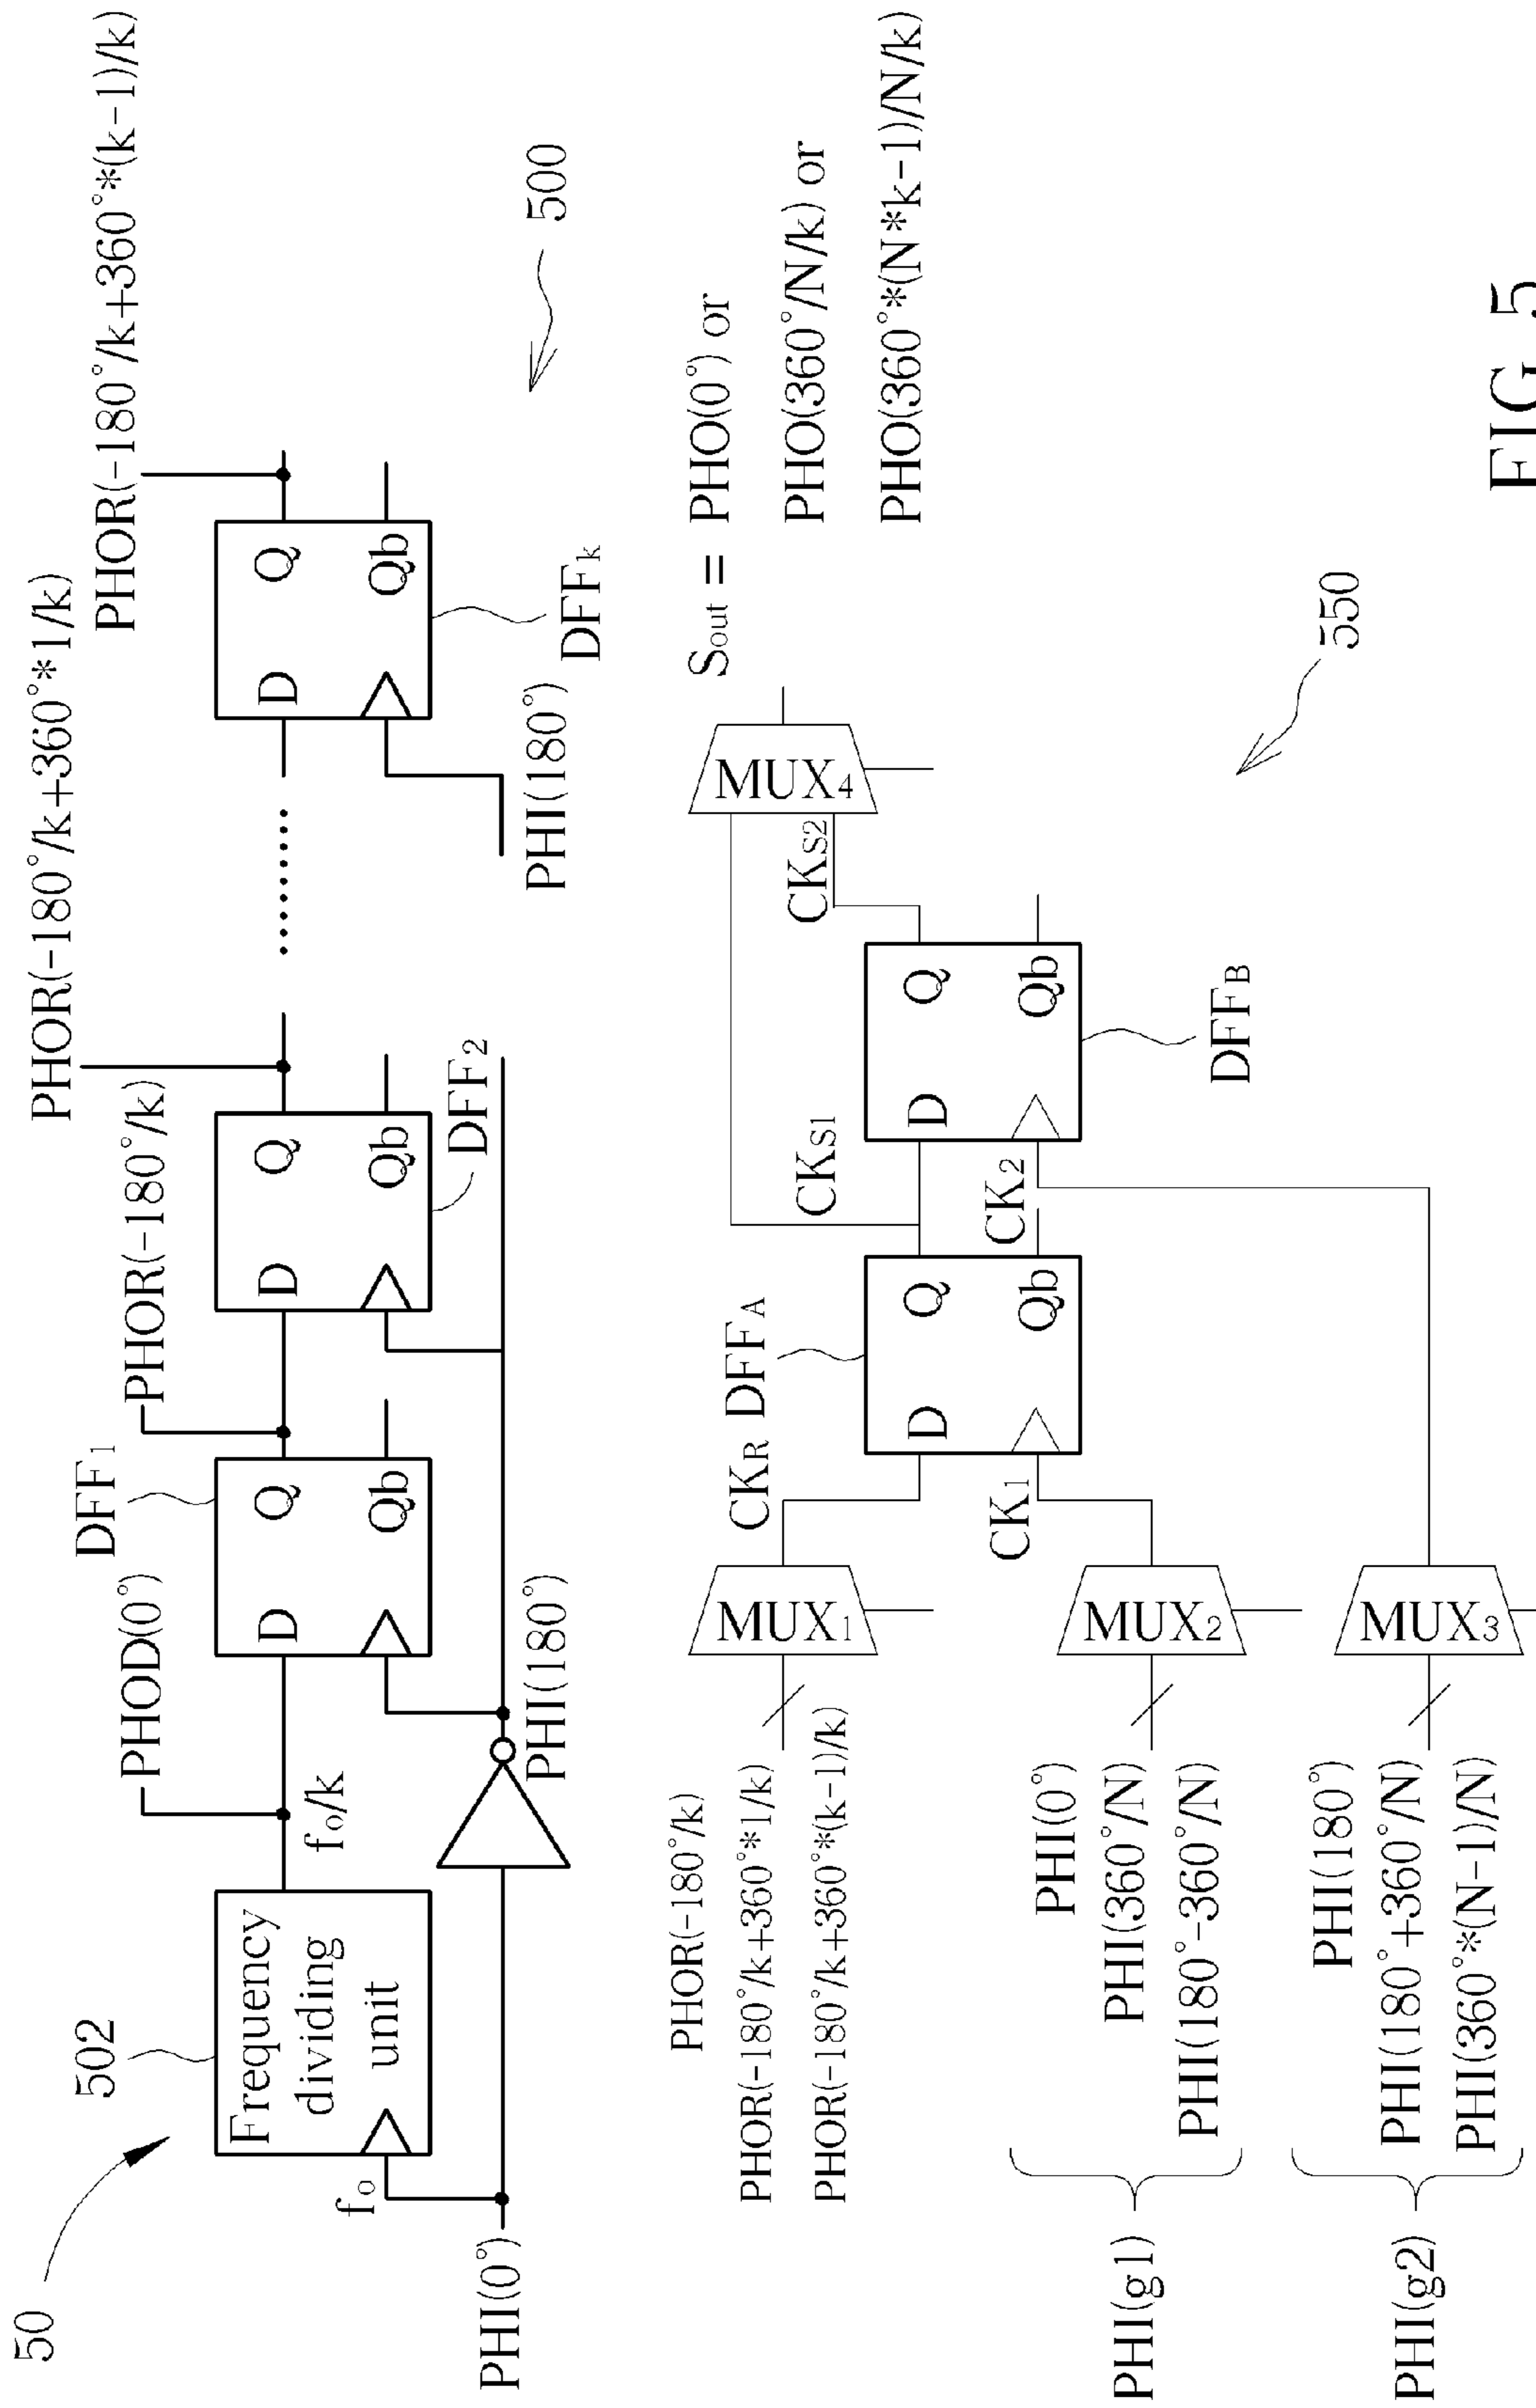 50
502
Frequency
dividing
unit
fo
PHI(0°)
fo/k
PHOD(0°)
PHI(180°)
DFF1
D
Q
Qb
PHOR(-180°/k)
D
Q
Qb
DFF2
PHOR(-180°/k+360°*1/k)
........
PHI(180°)
D
Q
Qb
DFFk
PHOR(-180°/k+360°*(k-1)/k)
500
PHOR(-180°/k)
PHOR(-180°/k+360°*1/k)
PHOR(-180°/k+360°*(k-1)/k)
MUX1
CKR
DFFA
D
Q
Qb
CK1
PHI(g1)
PHI(0°)
PHI(360°/N)
PHI(180°-360°/N)
MUX2
PHI(g2)
PHI(180°)
PHI(180°+360°/N)
PHI(360°*(N-1)/N)
MUX3
CKS1
CK2
D
Q
Qb
DFFB
CKS2
MUX4
Sout = PHO(0°) or
PHO(360°/N/k) or
PHO(360°*(N*k-1)/N/k)
550
FIG. 5